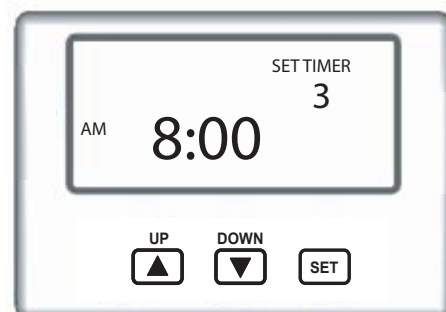 SET TIMER
3
AM 8:00
UP DOWN
SET